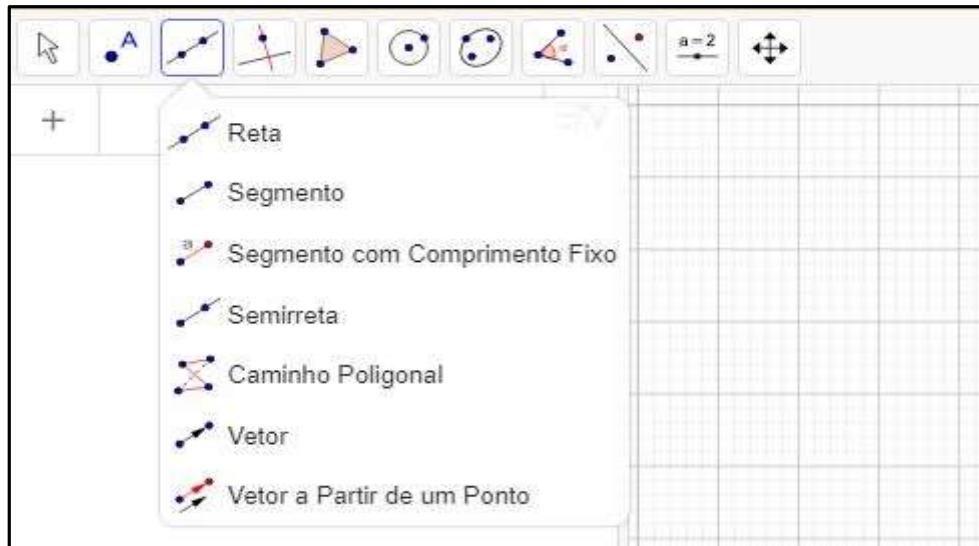 A
a=2
+
Reta
Segmento
a
Segmento com Comprimento Fixo
Semirreta
Caminho Poligonal
Vetor
Vetor a Partir de um Ponto